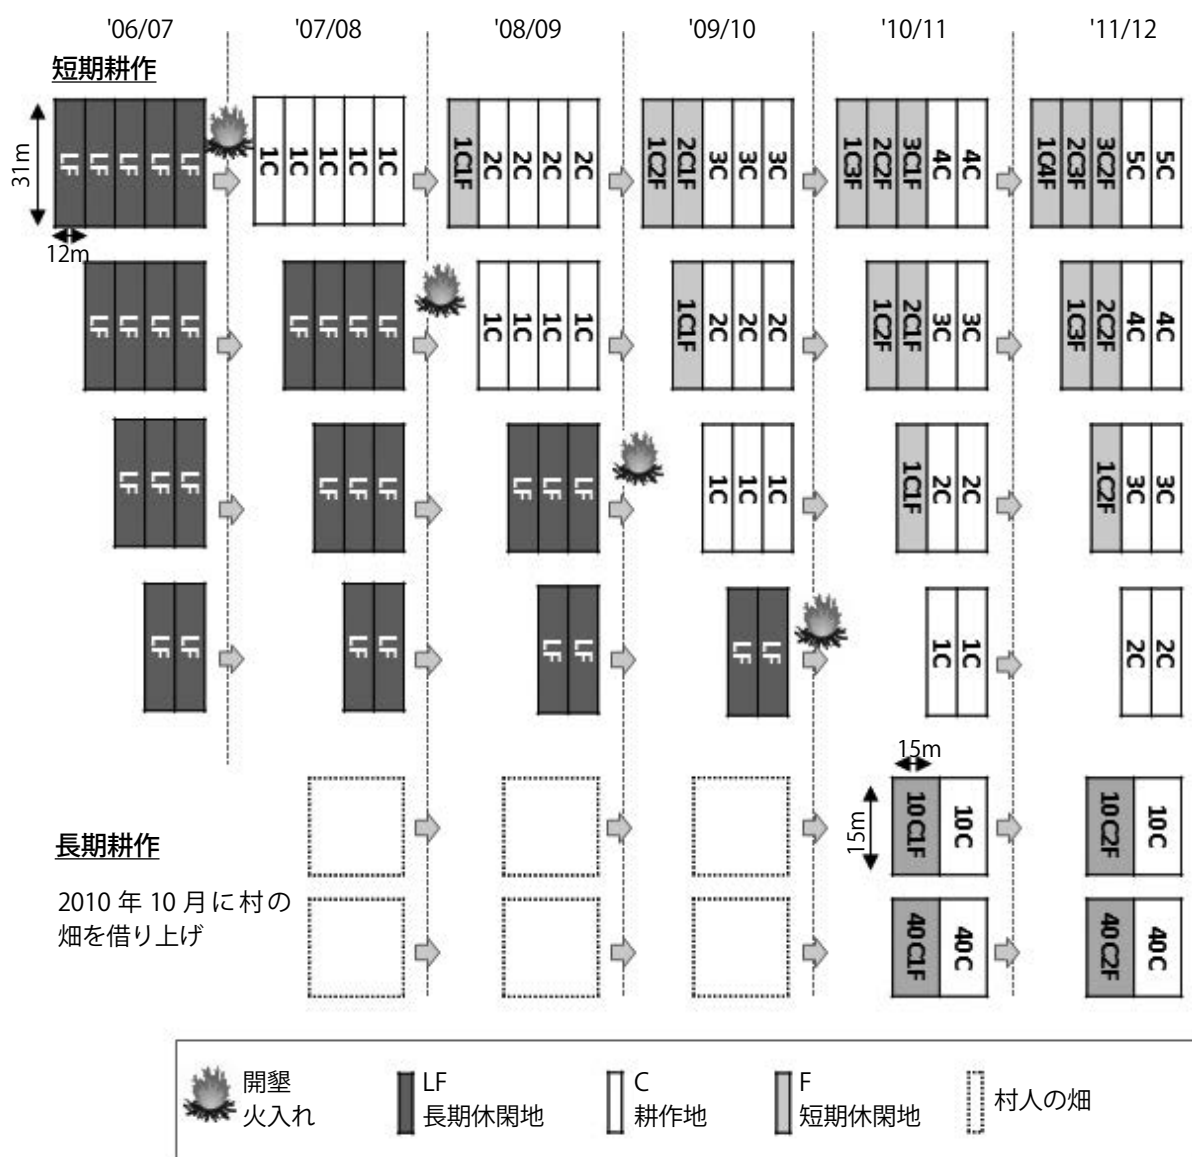 '06/07 '07/08 '08/09 '09/10 '10/11 '11/12
短期耕作
31m
12m
LF LF LF LF LF
1C 1C 1C 1C 1C
1C1F 2C 2C 2C 2C
1C2F 2C1F 3C 3C 3C
1C3F 2C2F 3C1F 4C 4C
1C4F 2C3F 3C2F 5C 5C
LF LF LF LF
LF LF LF LF
1C 1C 1C 1C
1C1F 2C 2C 2C
1C2F 2C1F 3C 3C
1C3F 2C2F 4C 4C
LF LF LF
LF LF LF
LF LF LF
1C 1C 1C
1C1F 2C 2C
1C2F 3C 3C
LF LF
LF LF
LF LF
LF LF
1C 1C
2C 2C
長期耕作
2010 年 10 月に村の
畑を借り上げ
15m
15m
10C1F 10C
10C2F 10C
40C1F 40C
40C2F 40C
開墾
火入れ
LF
長期休閑地
C
耕作地
F
短期休閑地
村人の畑